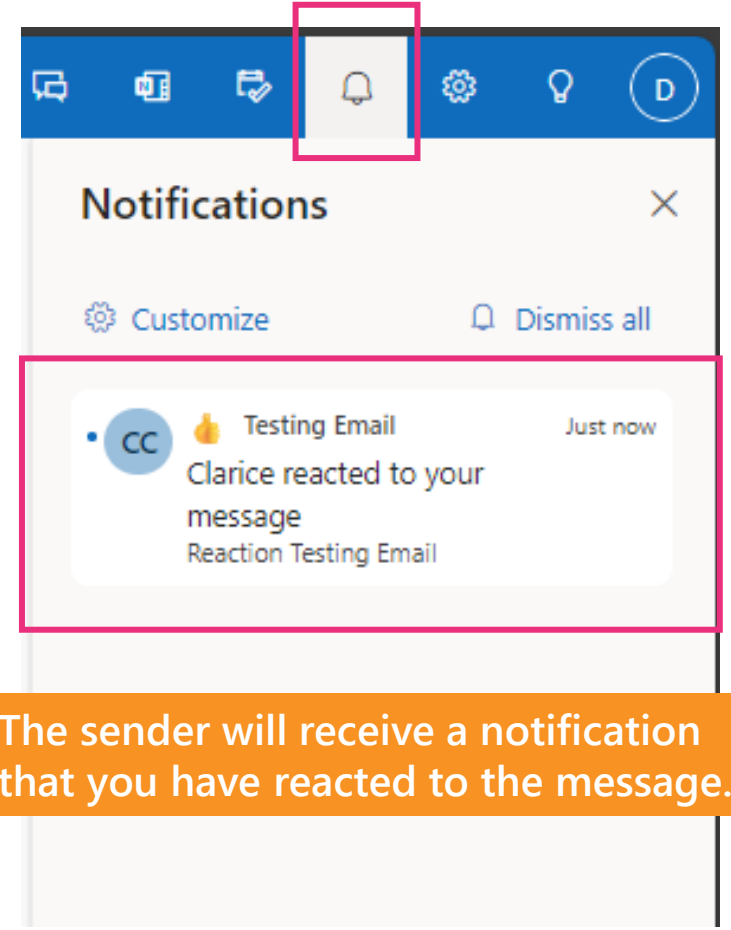 D
Notifications
Customize Dismiss all
CC 👍 Testing Email Just now
Clarice reacted to your
message
Reaction Testing Email
The sender will receive a notification
that you have reacted to the message.